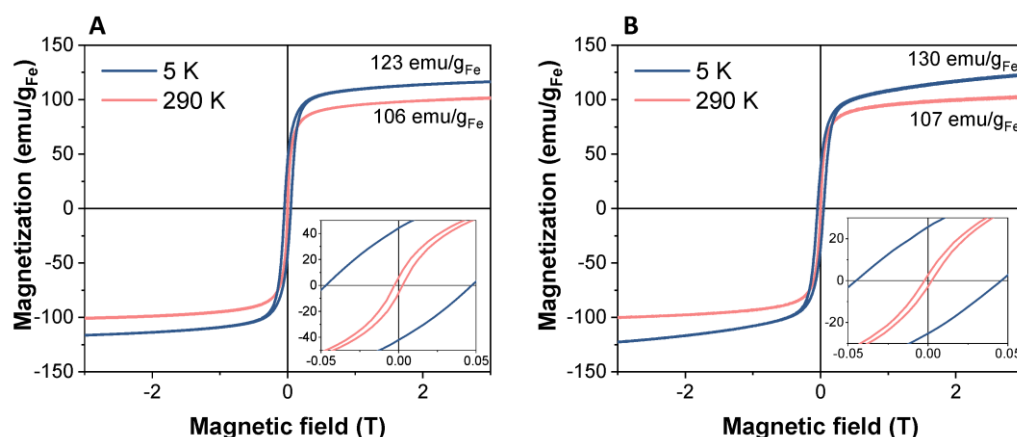 A
150
100
50
0
-50
-100
-150
Magnetization (emu/gFe)
5 K
290 K
123 emu/gFe
106 emu/gFe
40
20
0
-20
-40
-0.05
0.00
0.05
-2
0
2
Magnetic field (T)
B
150
100
50
0
-50
-100
-150
Magnetization (emu/gFe)
5 K
290 K
130 emu/gFe
107 emu/gFe
20
0
-20
-0.05
0.00
0.05
-2
0
2
Magnetic field (T)